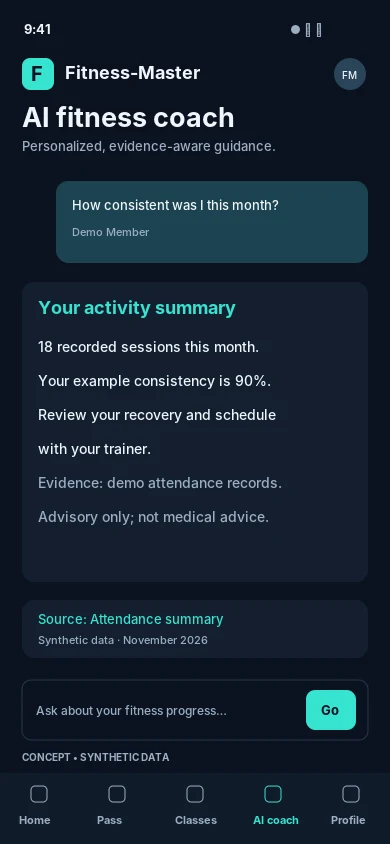 9:41
F Fitness-Master FM
AI fitness coach
Personalized, evidence-aware guidance.
How consistent was I this month?
Demo Member
Your activity summary
18 recorded sessions this month.
Your example consistency is 90%.
Review your recovery and schedule
with your trainer.
Evidence: demo attendance records.
Advisory only; not medical advice.
Source: Attendance summary
Synthetic data · November 2026
Ask about your fitness progress... Go
CONCEPT • SYNTHETIC DATA
Home Pass Classes AI coach Profile